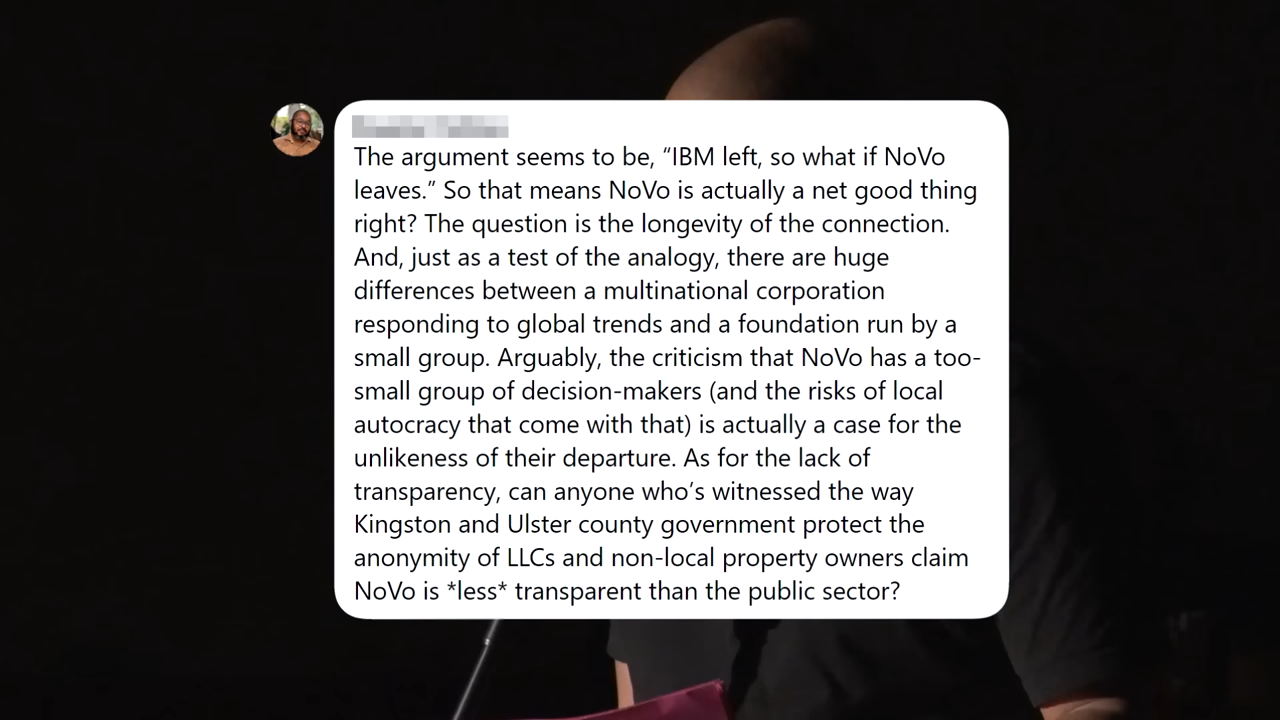 The argument seems to be, “IBM left, so what if NoVo
leaves.” So that means NoVo is actually a net good thing
right? The question is the longevity of the connection.
And, just as a test of the analogy, there are huge
differences between a multinational corporation
responding to global trends and a foundation run by a
small group. Arguably, the criticism that NoVo has a too-
small group of decision-makers (and the risks of local
autocracy that come with that) is actually a case for the
unlikeness of their departure. As for the lack of
transparency, can anyone who’s witnessed the way
Kingston and Ulster county government protect the
anonymity of LLCs and non-local property owners claim
NoVo is *less* transparent than the public sector?